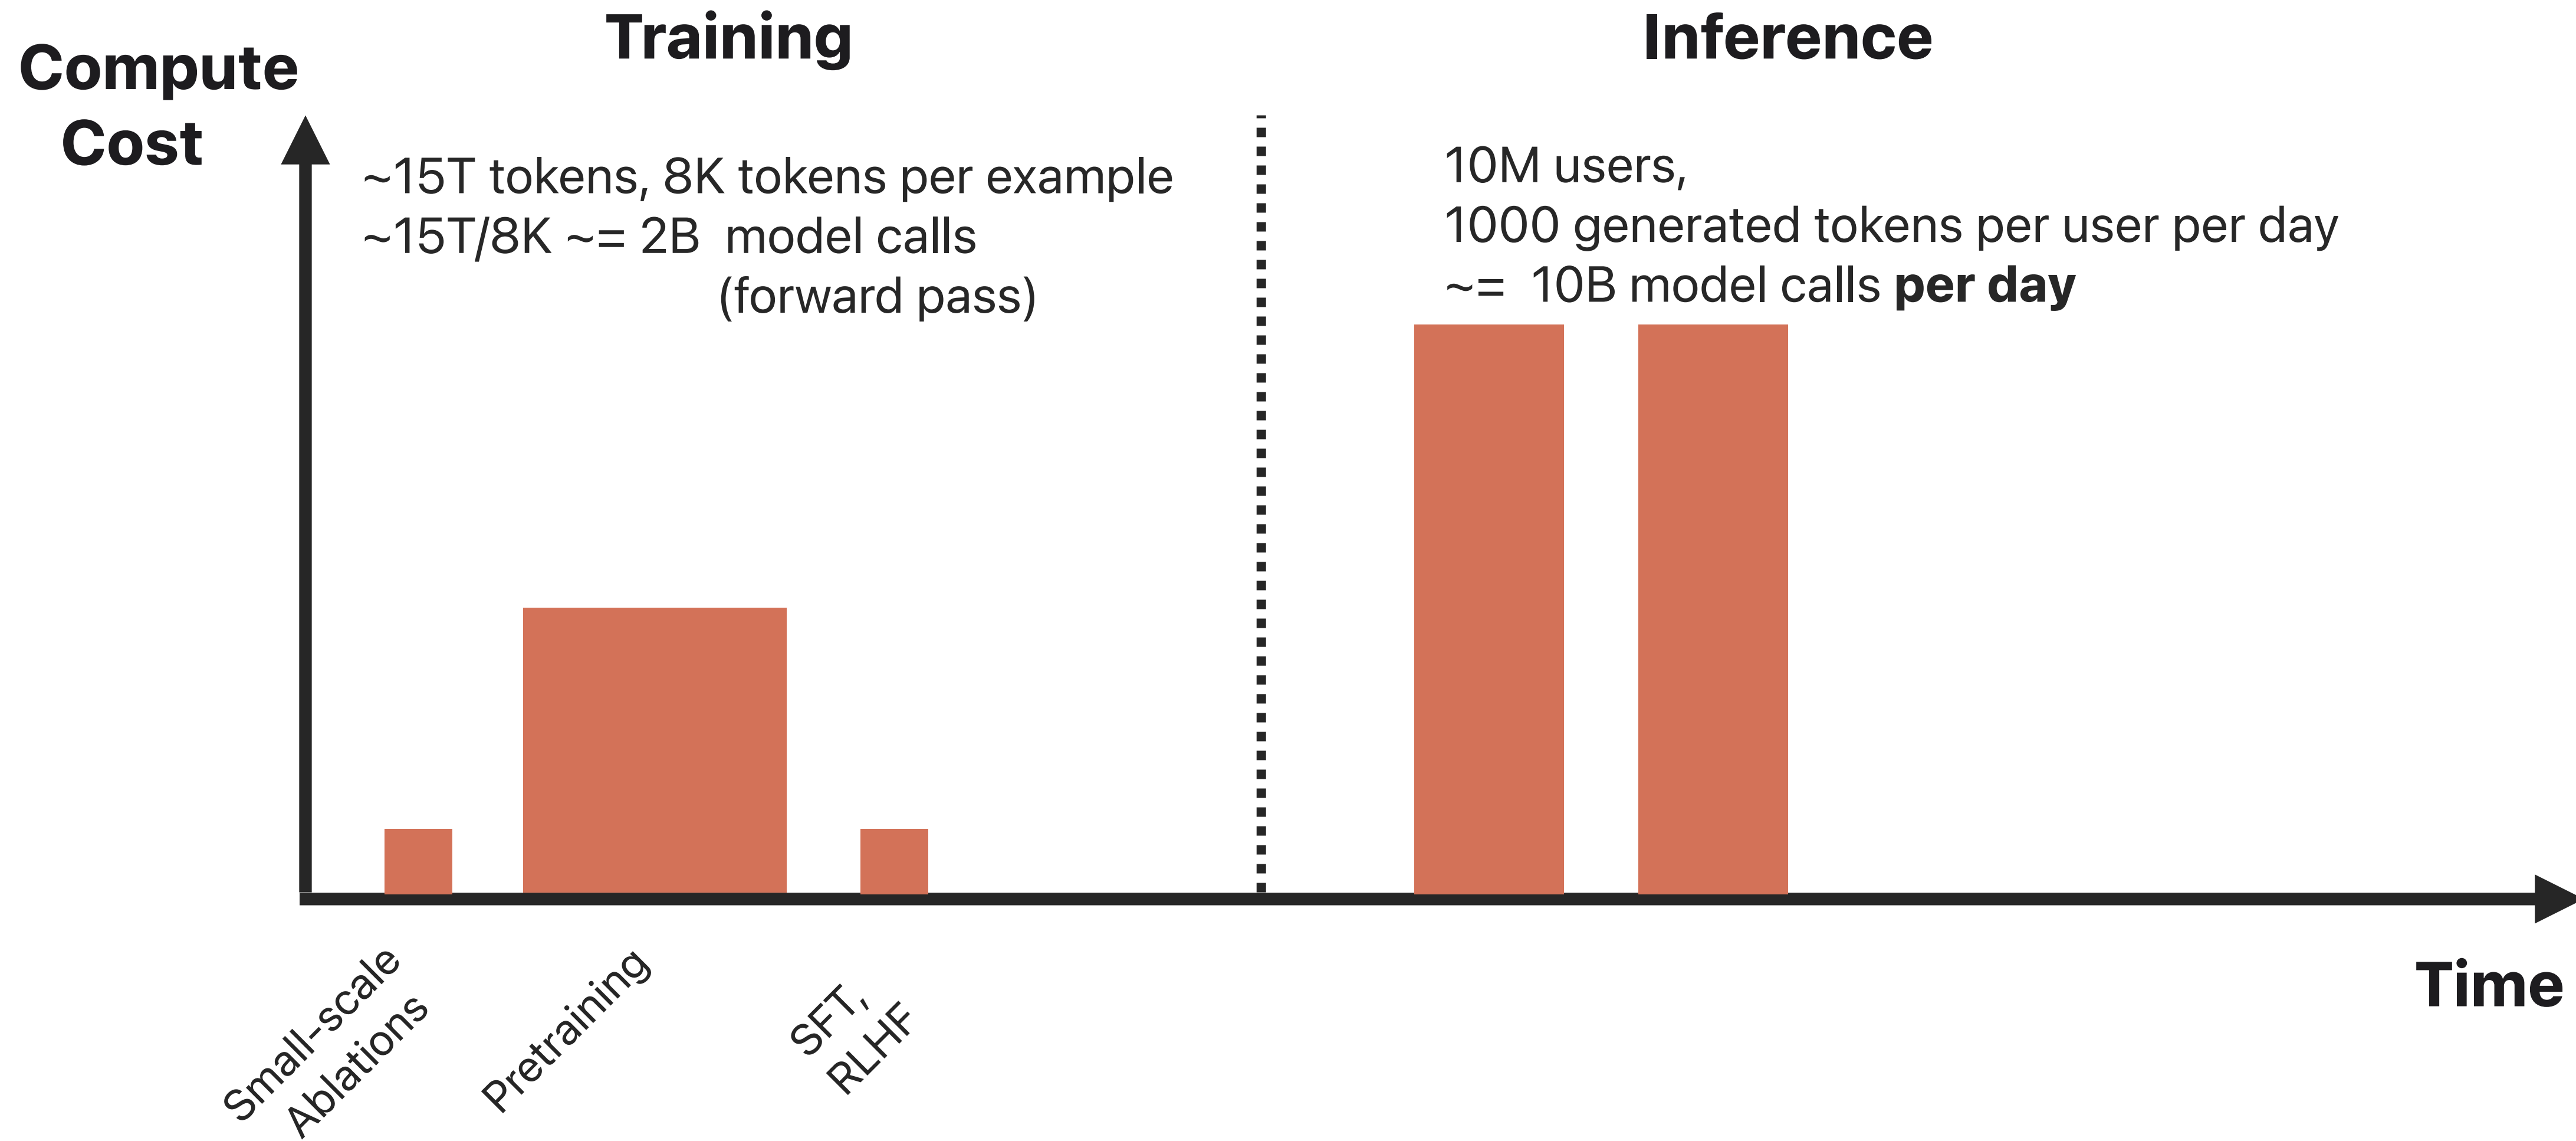 Training
Inference
Compute
Cost
~15T tokens, 8K tokens per example
~15T/8K ~= 2B  model calls
(forward pass)
10M users,
1000 generated tokens per user per day
~=  10B model calls per day
Small-scale
Ablations
Pretraining
SFT,
RLHF
Time